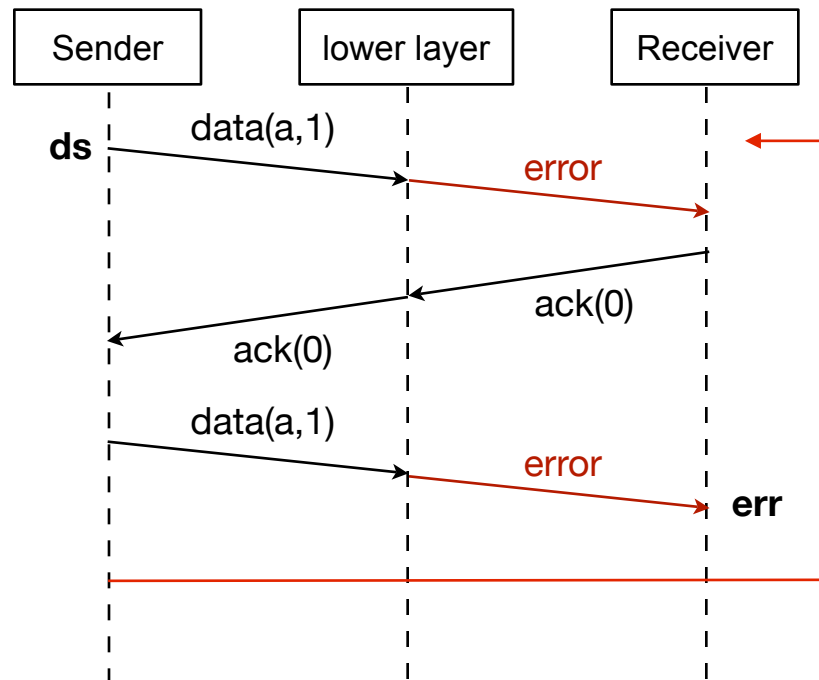 Sender
lower layer
Receiver
data(a,1)
ds
error
ack(0)
ack(0)
data(a,1)
error
err